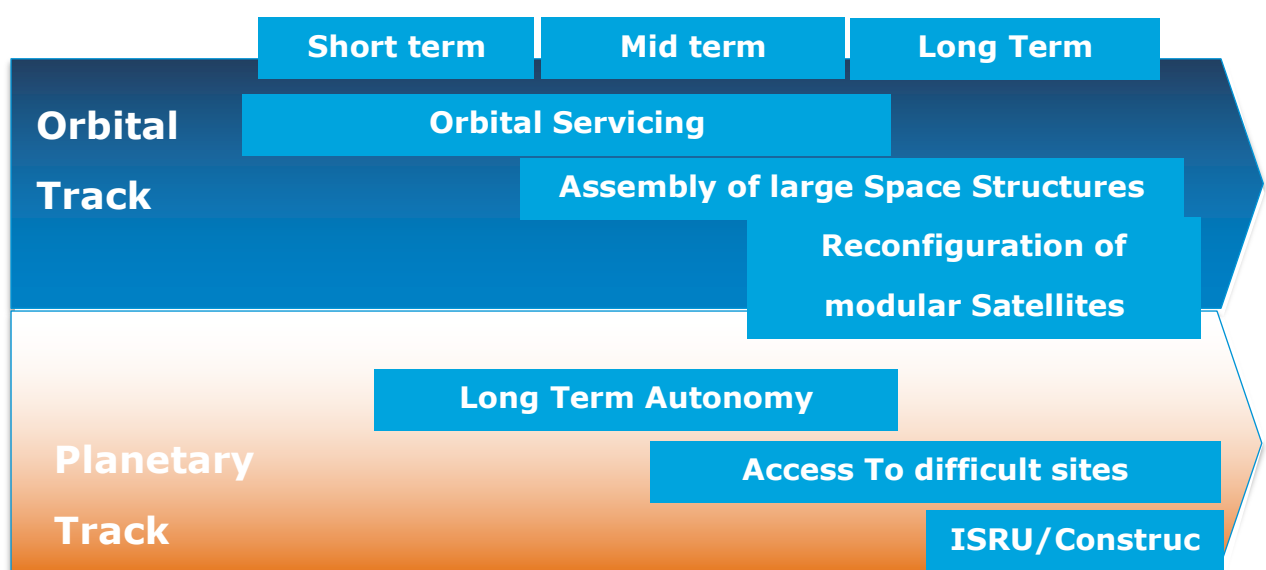 Short term
Mid term
Long Term
Orbital
Track
Orbital Servicing
Assembly of large Space Structures
Reconfiguration of
modular Satellites
Planetary
Track
Long Term Autonomy
Access To difficult sites
ISRU/Construc